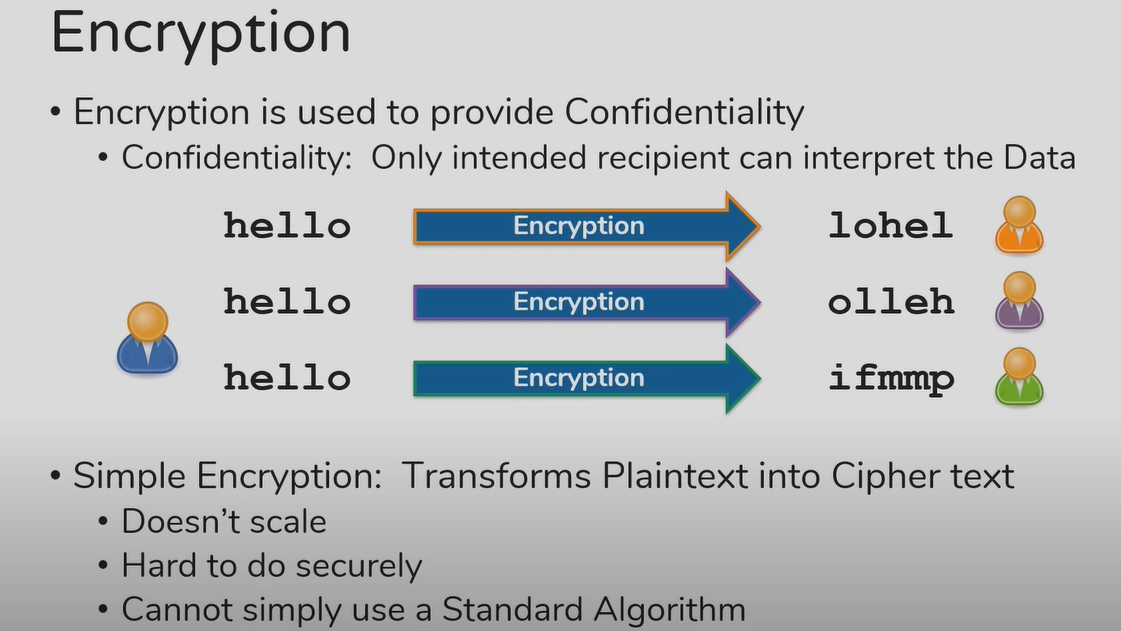 Encryption
• Encryption is used to provide Confidentiality
• Confidentiality: Only intended recipient can interpret the Data
hello Encryption lohel
hello Encryption olleh
hello Encryption ifmmp
• Simple Encryption: Transforms Plaintext into Cipher text
• Doesn't scale
• Hard to do securely
• Cannot simply use a Standard Algorithm